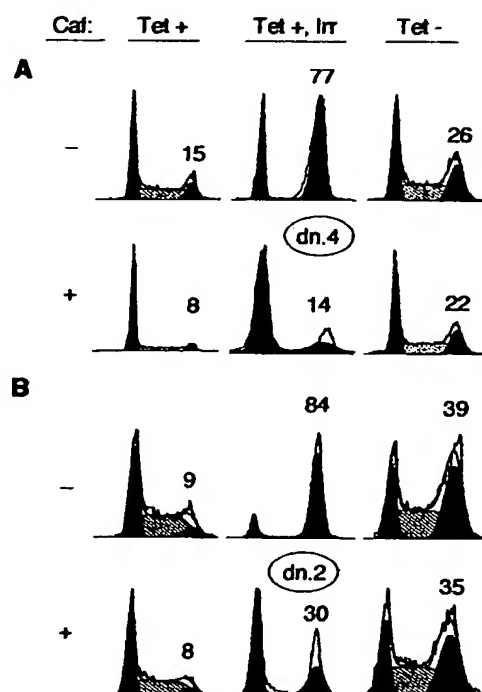 Caf: Tet + Tet +, Irr Tet -
A
− 15 77 26
dn.4
+ 8 14 22
B
− 9 84 39
dn.2
+ 8 30 35